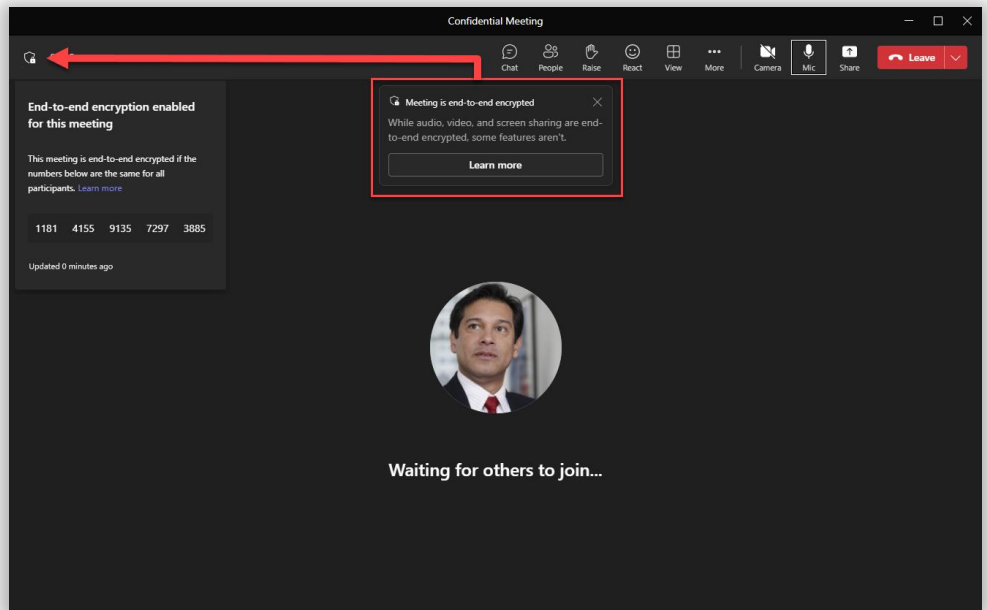 Confidential Meeting
Chat People Raise React View More Camera Mic Share Leave
End-to-end encryption enabled
for this meeting
This meeting is end-to-end encrypted if the
numbers below are the same for all
participants. Learn more
1181 4155 9135 7297 3885
Updated 0 minutes ago
Meeting is end-to-end encrypted
While audio, video, and screen sharing are end-
to-end encrypted, some features aren't.
Learn more
Waiting for others to join...